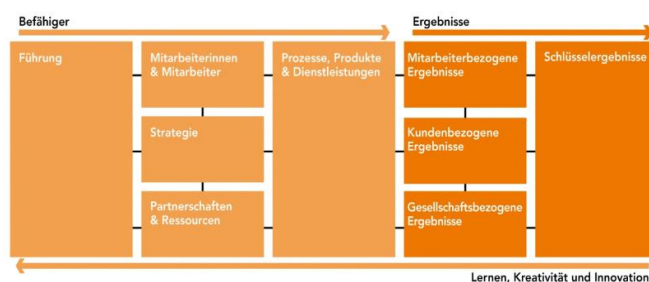 Befähiger
Ergebnisse
Führung
Mitarbeiterinnen
& Mitarbeiter
Prozesse, Produkte
& Dienstleistungen
Mitarbeiterbezogene
Ergebnisse
Schlüsselergebnisse
Strategie
Kundenbezogene
Ergebnisse
Partnerschaften
& Ressourcen
Gesellschaftsbezogene
Ergebnisse
Lernen, Kreativität und Innovation